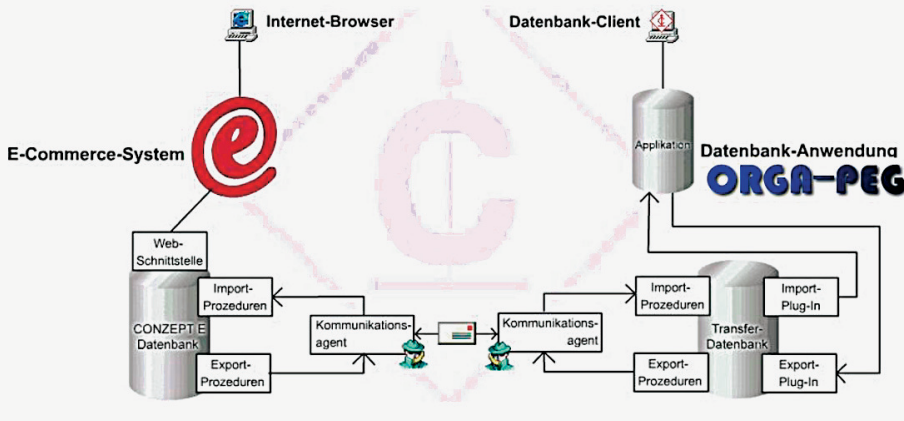 Internet-Browser
Datenbank-Client
E-Commerce-System
Applikation
Datenbank-Anwendung
ORGA-PEG
Web-
Schnittstelle
Import-
Prozeduren
CONZEPT E
Datenbank
Export-
Prozeduren
Kommunikations-
agent
Kommunikations-
agent
Import-
Prozeduren
Export-
Prozeduren
Transfer-
Datenbank
Import-
Plug-In
Export-
Plug-In
e
C